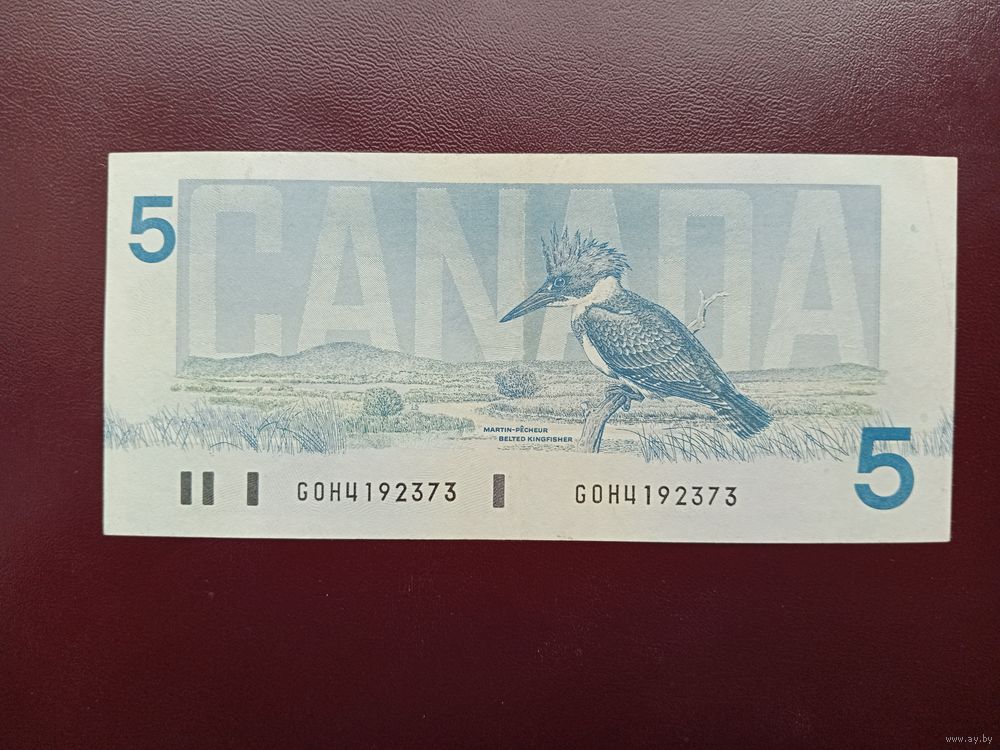 5
CANADA
MARTIN-PÊCHEUR
BELTED KINGFISHER
5
GOH4192373 GOH4192373
www.ay.by